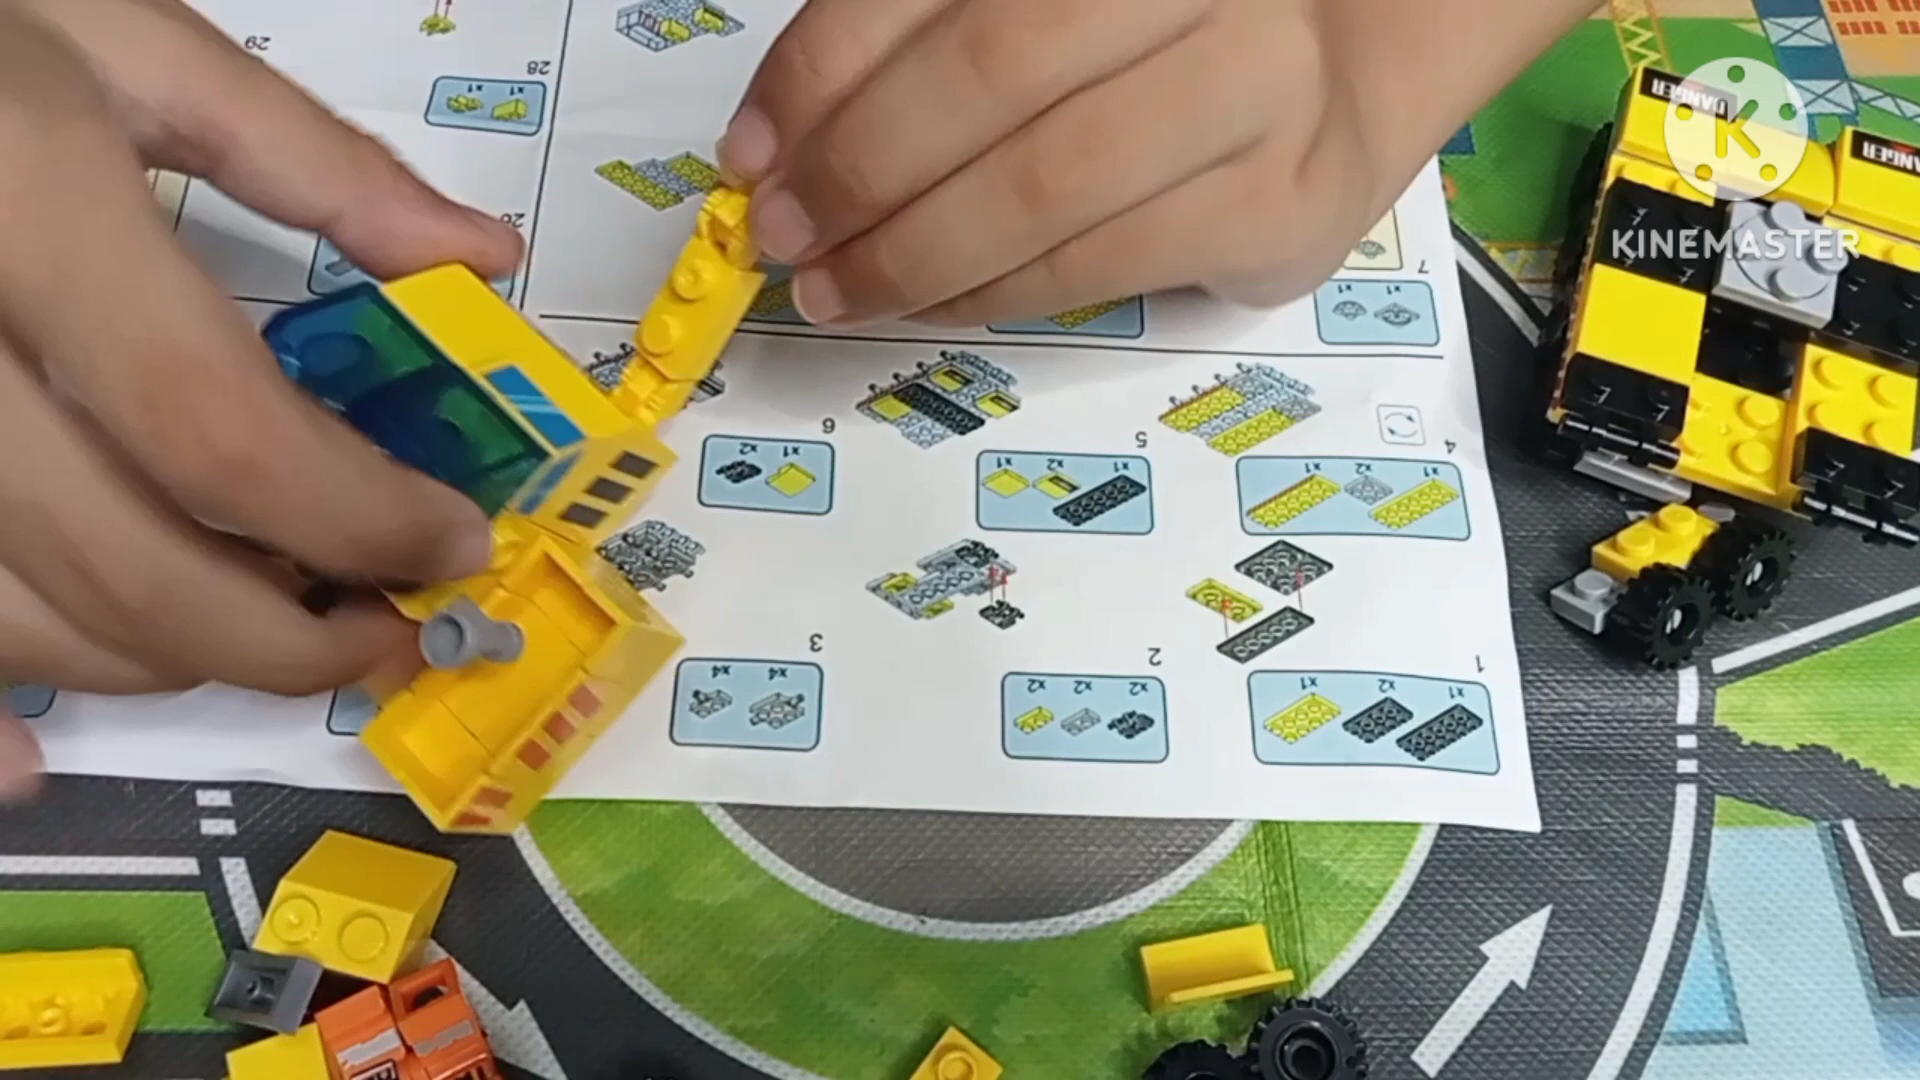 DANGER
DANGER
K
KINEMASTER
29
28
x1 x1
26
7
x1 x1
6
x1 x2
5
x1 x2 x1
4
x1 x2 x1
3
x4 x4
2
x2 x2 x2
1
x1 x2 x1